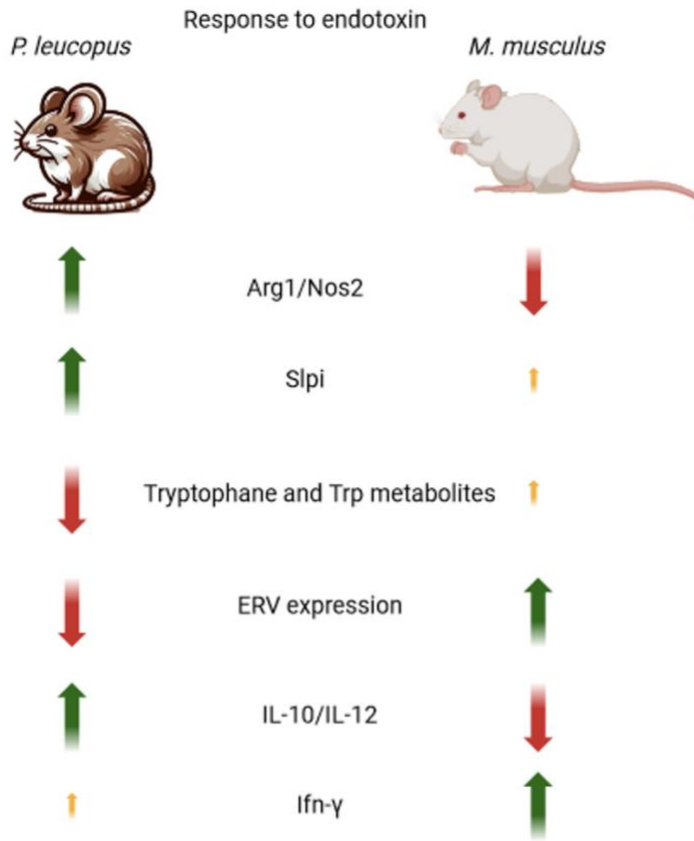 Response to endotoxin
P. leucopus
M. musculus
Arg1/Nos2
Slpi
Tryptophane and Trp metabolites
ERV expression
IL-10/IL-12
Ifn-γ